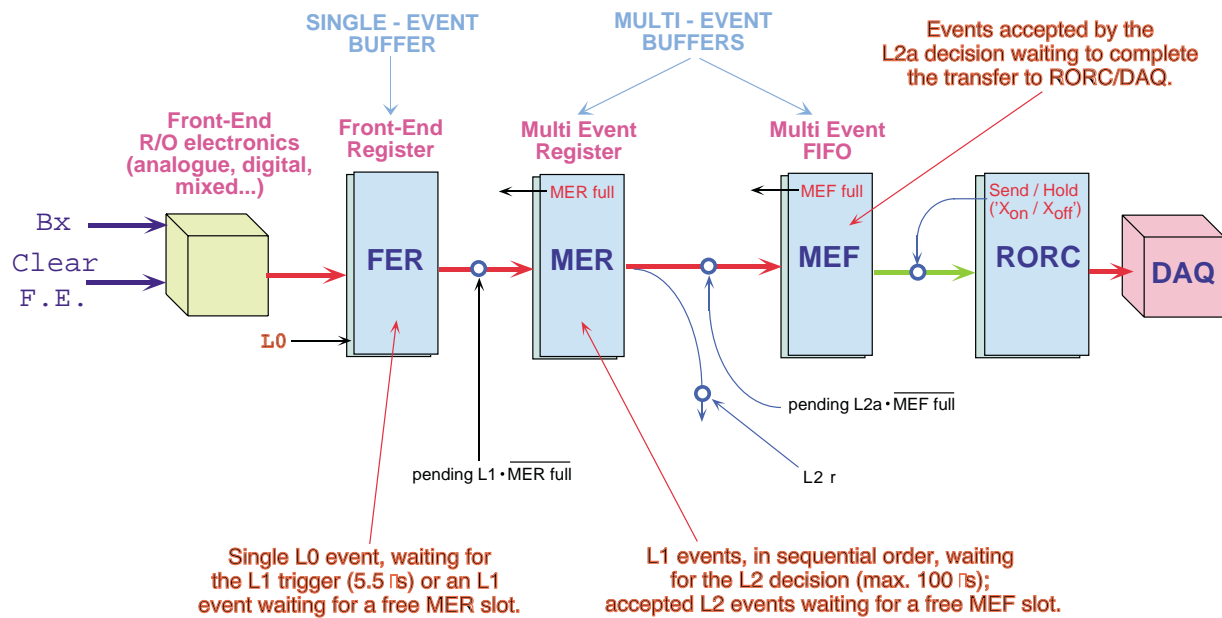 SINGLE - EVENT
BUFFER
MULTI - EVENT
BUFFERS
Events accepted by the
L2a decision waiting to complete
the transfer to RORC/DAQ.
Front-End
R/O electronics
(analogue, digital,
mixed...)
Front-End
Register
Multi Event
Register
Multi Event
FIFO
MER full
MEF full
Send / Hold
('Xon / Xoff')
Bx
Clear
F.E.
FER
MER
MEF
RORC
DAQ
L0
pending L1 · MER full
pending L2a · MEF full
L2 r
Single L0 event, waiting for
the L1 trigger (5.5 s) or an L1
event waiting for a free MER slot.
L1 events, in sequential order, waiting
for the L2 decision (max. 100 s);
accepted L2 events waiting for a free MEF slot.